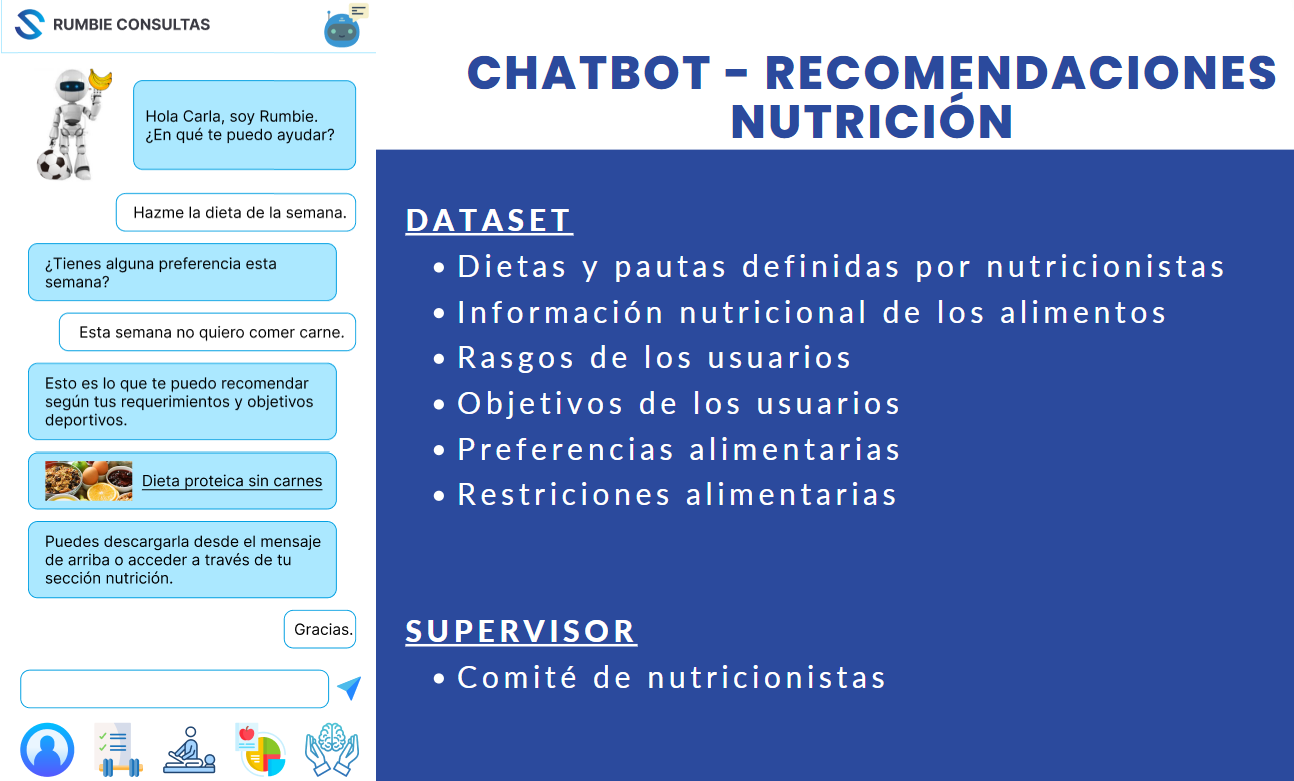 RUMBIE CONSULTAS
Hola Carla, soy Rumbie.
¿En qué te puedo ayudar?
Hazme la dieta de la semana.
¿Tienes alguna preferencia esta
semana?
Esta semana no quiero comer carne.
Esto es lo que te puedo recomendar
según tus requerimientos y objetivos
deportivos.
Dieta proteica sin carnes
Puedes descargarla desde el mensaje
de arriba o acceder a través de tu
sección nutrición.
Gracias.
CHATBOT - RECOMENDACIONES
NUTRICIÓN
DATASET
• Dietas y pautas definidas por nutricionistas
• Información nutricional de los alimentos
• Rasgos de los usuarios
• Objetivos de los usuarios
• Preferencias alimentarias
• Restriciones alimentarias
SUPERVISOR
• Comité de nutricionistas